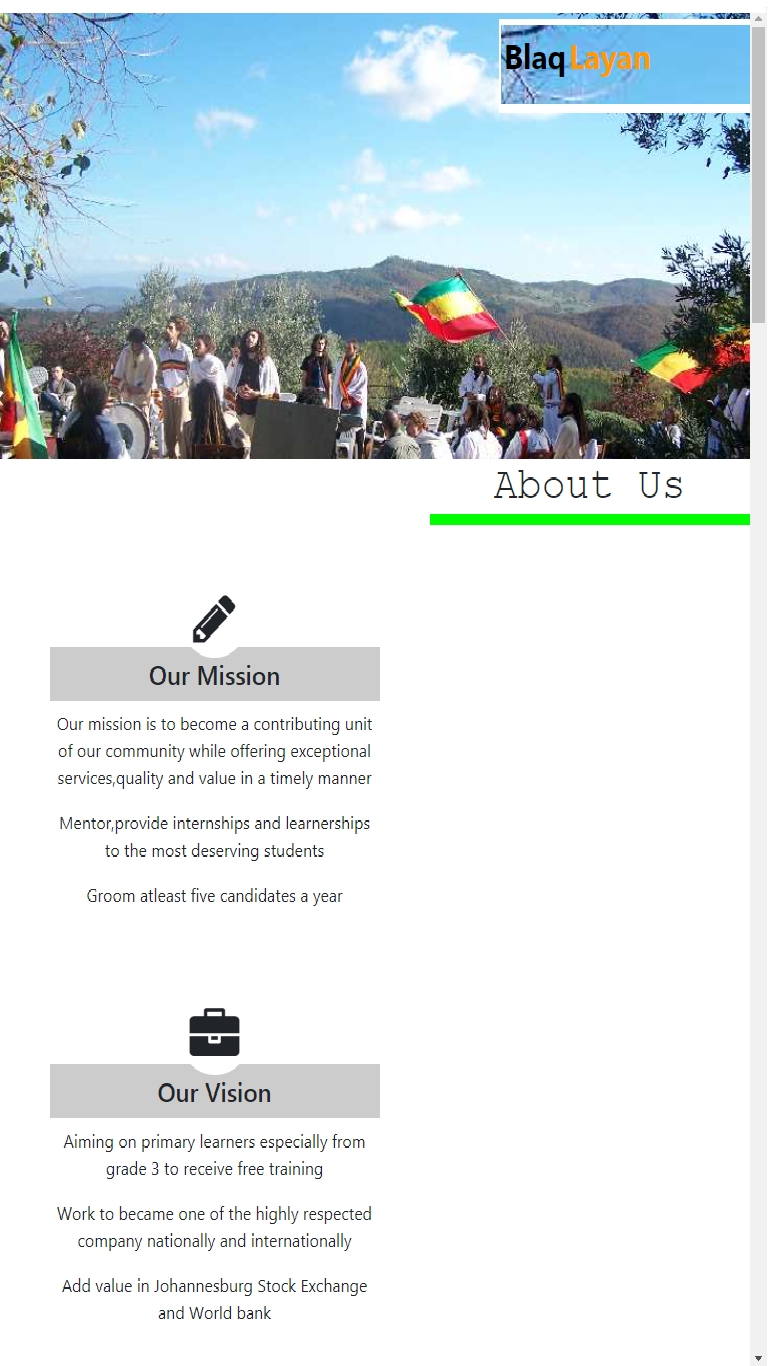 BlaqLayan
About Us
Our Mission
Our mission is to become a contributing unit
of our community while offering exceptional
services,quality and value in a timely manner
Mentor,provide internships and learnerships
to the most deserving students
Groom atleast five candidates a year
Our Vision
Aiming on primary learners especially from
grade 3 to receive free training
Work to became one of the highly respected
company nationally and internationally
Add value in Johannesburg Stock Exchange
and World bank